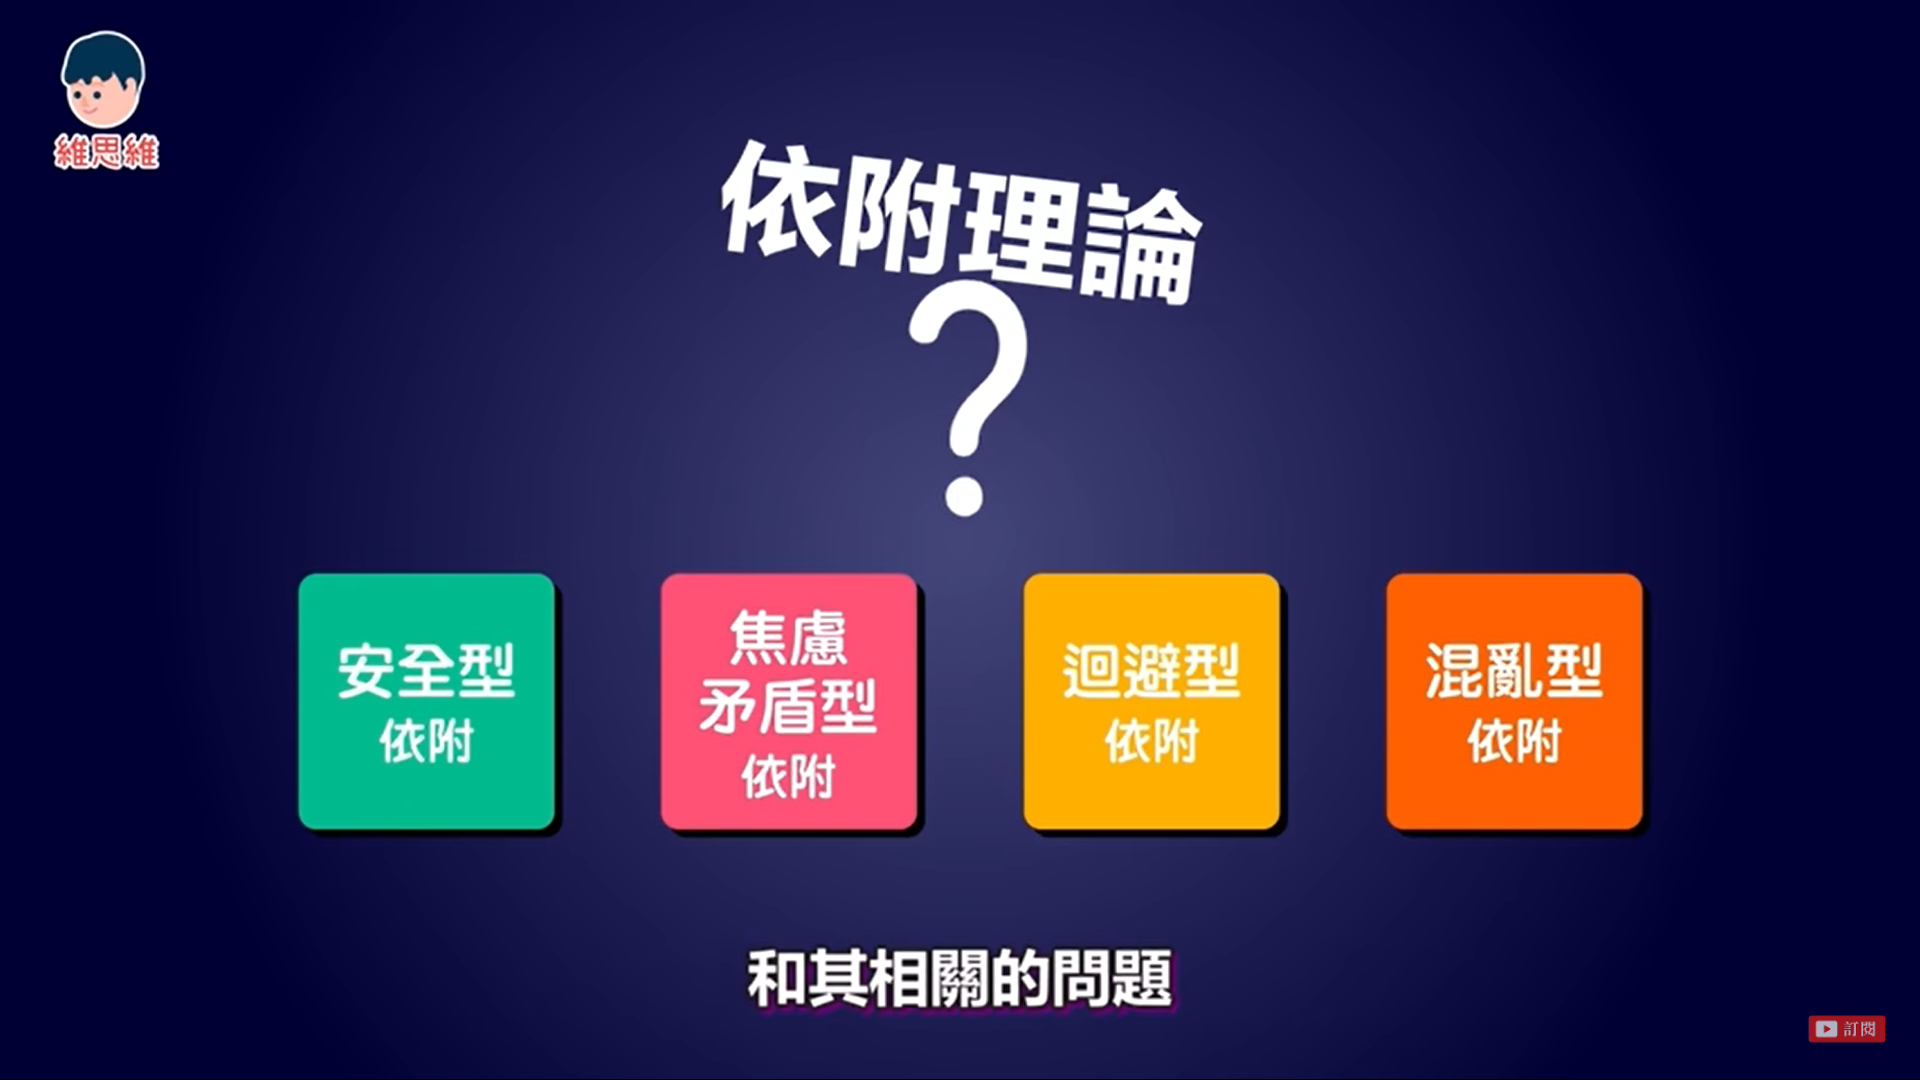 維思維
依附理論
?
安全型
依附
焦慮
矛盾型
依附
迴避型
依附
混亂型
依附
和其相關的問題
訂閱